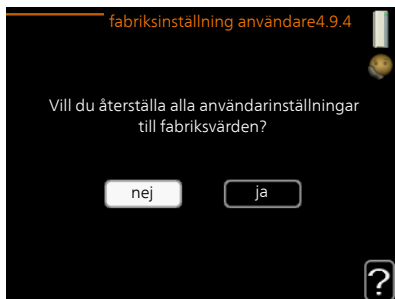 fabriksinställning användare4.9.4
Vill du återställa alla användarinställningar
till fabriksvärden?
nej ja
?